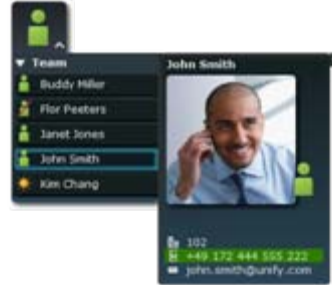 Team
Buddy Miller
Flor Peeters
Janet Jones
John Smith
Kim Chang
John Smith
102
+49 172 444 555 222
john.smith@unify.com